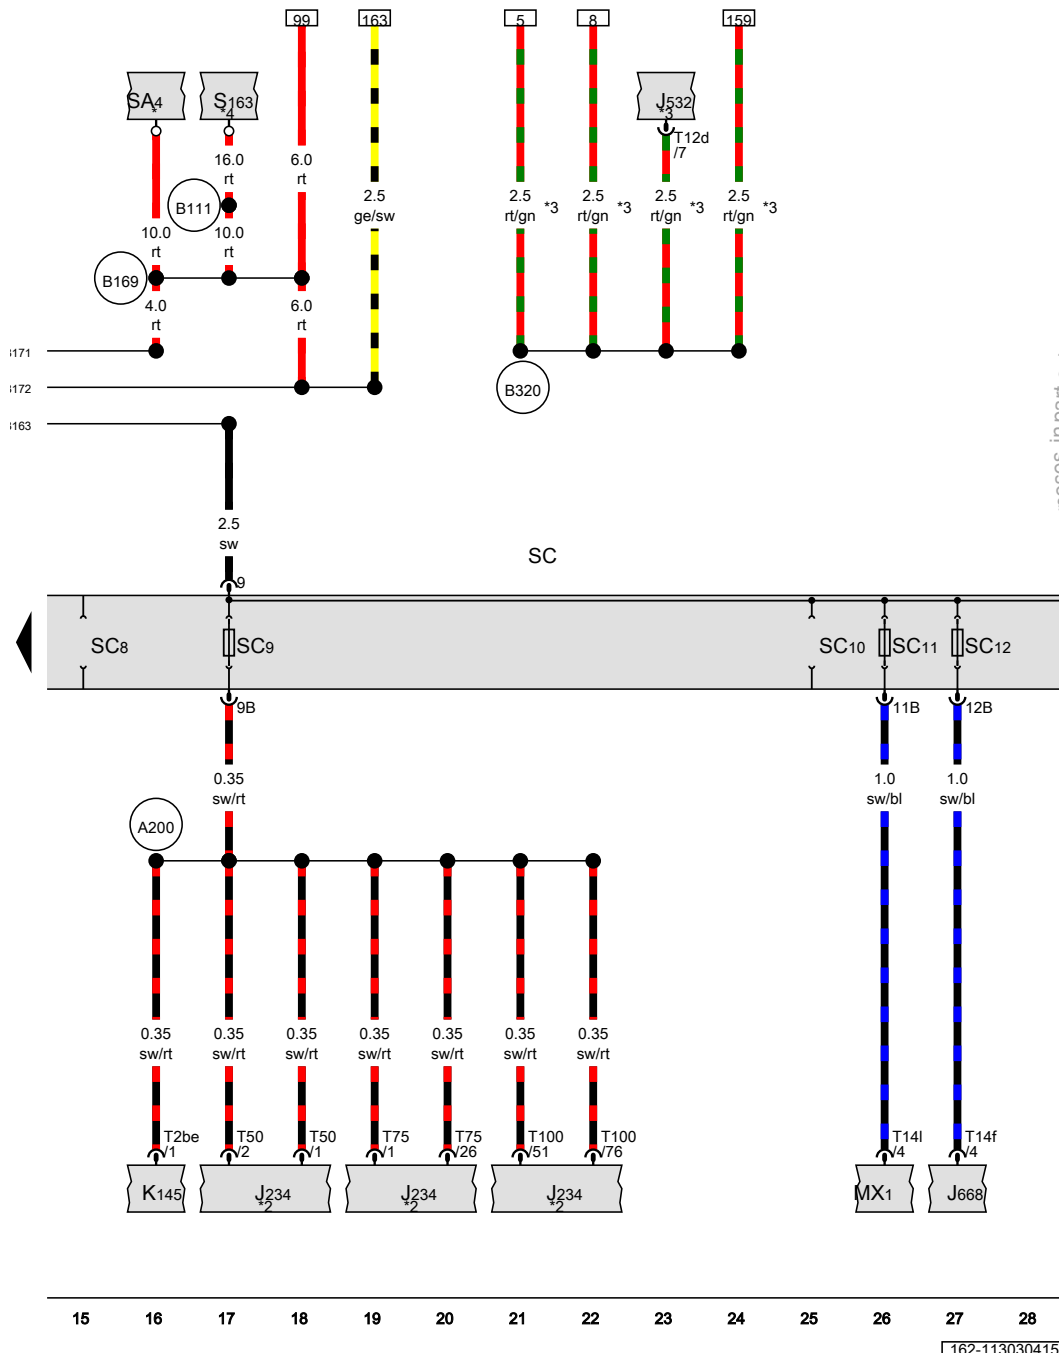 99 163 5 8 159
SA4 S163 J532
* *4 *3
T12d
/7
16.0 6.0
rt rt
2.5 2.5 2.5 2.5 2.5
ge/sw rt/gn *3 rt/gn *3 rt/gn *3 rt/gn *3
B111
10.0 10.0
rt rt
B169
4.0 6.0
rt rt
171
172
B320
163
2.5
sw
SC
9
SC8 SC9 SC10 SC11 SC12
9B 11B 12B
0.35 1.0 1.0
sw/rt sw/bl sw/bl
A200
0.35 0.35 0.35 0.35 0.35 0.35 0.35
sw/rt sw/rt sw/rt sw/rt sw/rt sw/rt sw/rt
T2be T50 T50 T75 T75 T100 T100 T14l T14f
/1 /2 /1 /1 /26 /51 /76 /4 /4
K145 J234 J234 J234 MX1 J668
*2 *2 *2
15 16 17 18 19 20 21 22 23 24 25 26 27 28
162-113030415